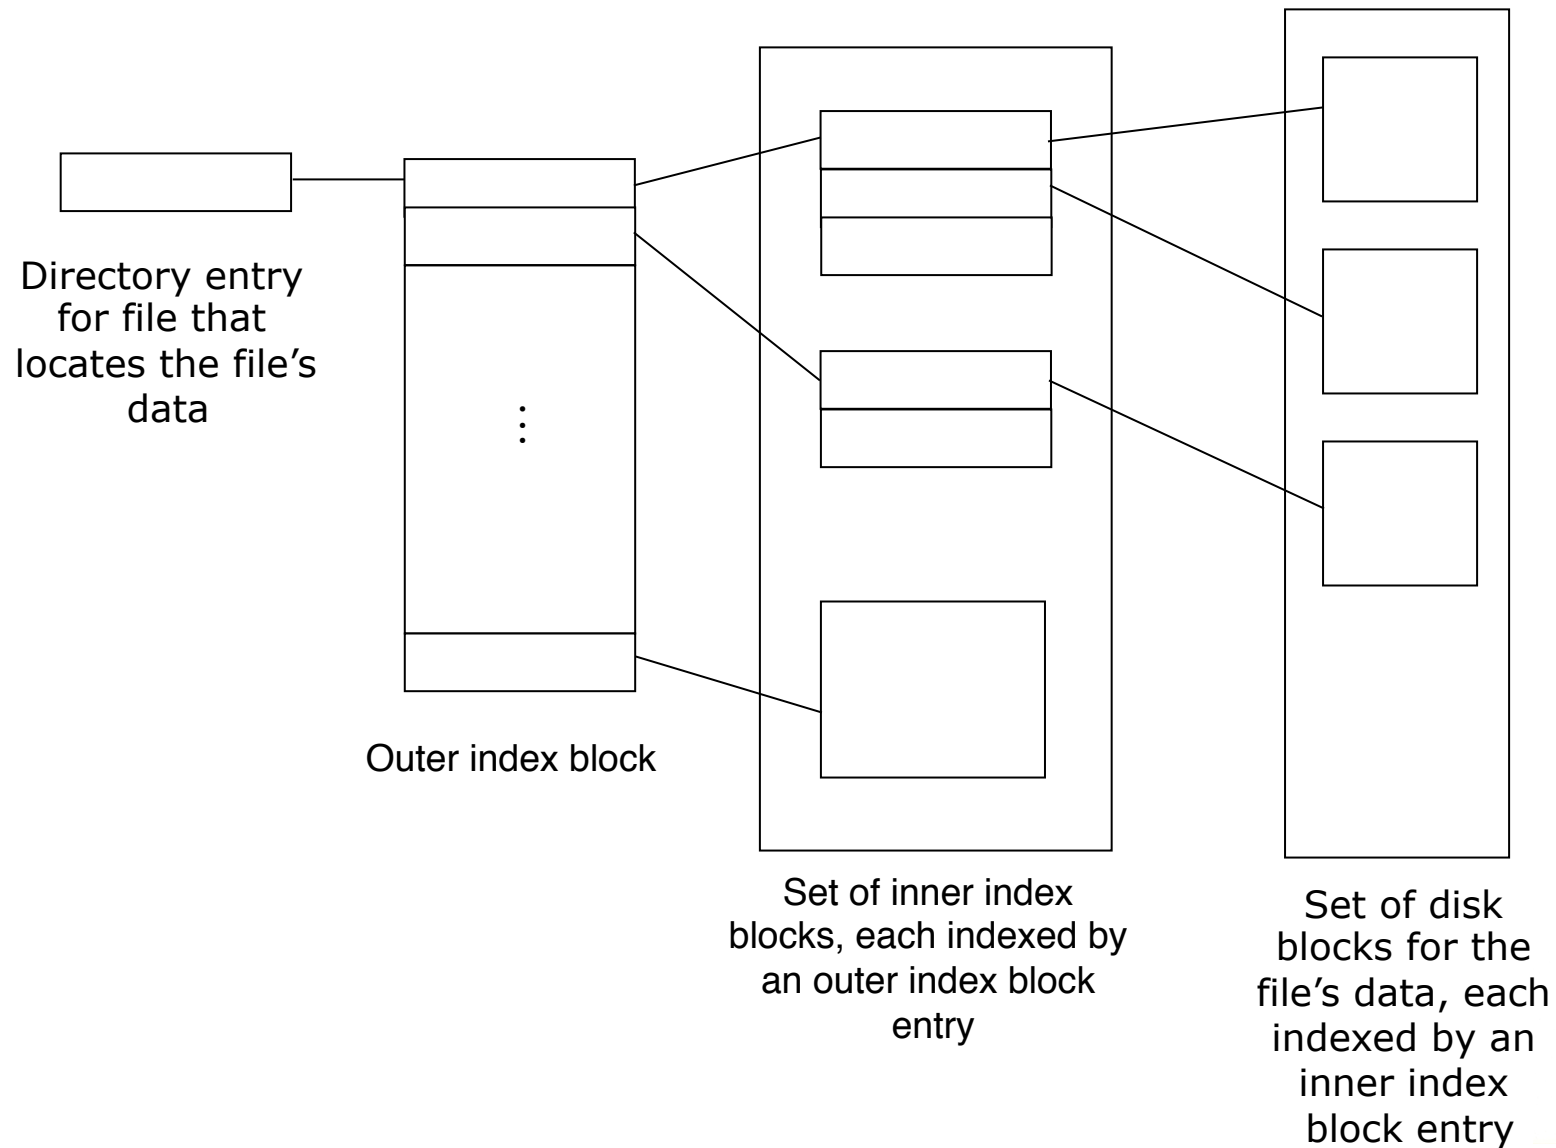 Directory entry
for file that
locates the file’s
data
⋮
Outer index block
Set of inner index
blocks, each indexed by
an outer index block
entry
Set of disk
blocks for the
file’s data, each
indexed by an
inner index
block entry